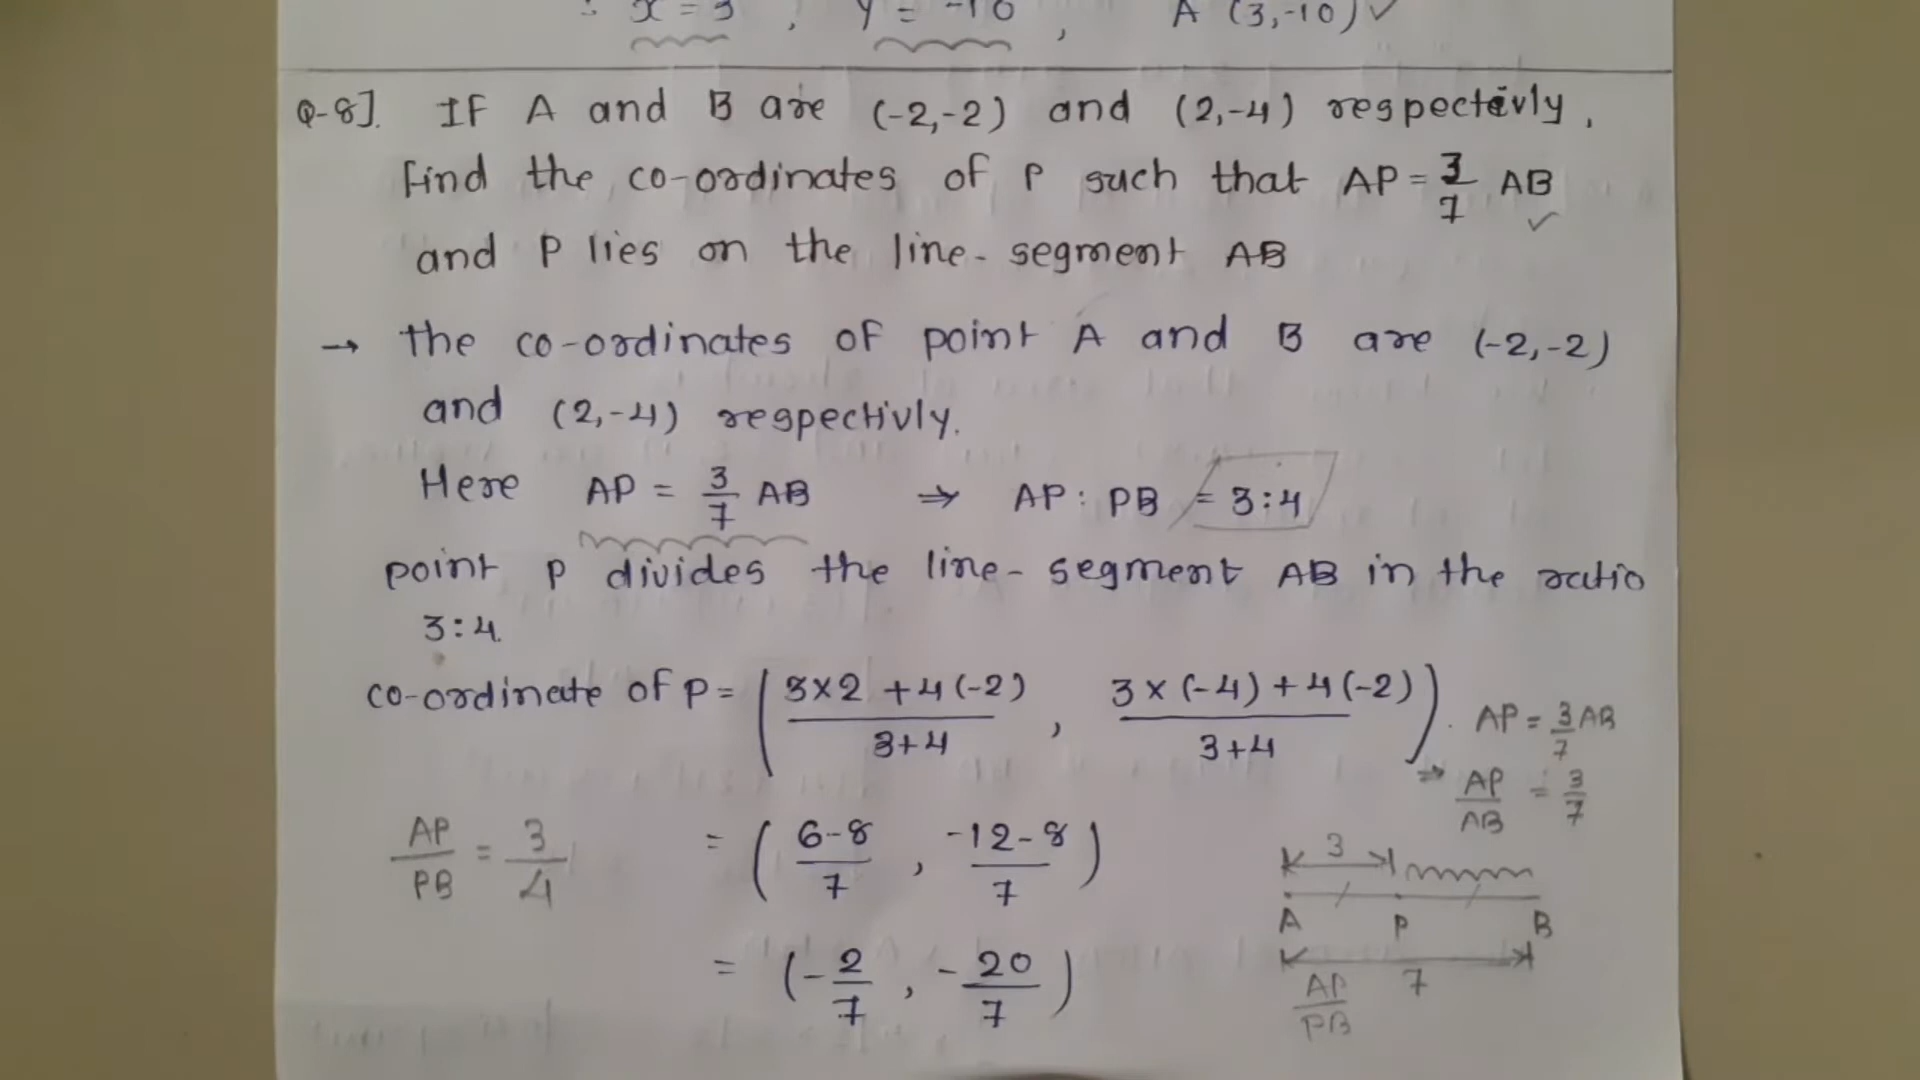 ∴ x = 3 , y = -10 , A (3,-10) ✓
Q-8]. If A and B are (-2,-2) and (2,-4) respectivly,
find the co-ordinates of P such that AP = 3/7 AB ✓
and P lies on the line-segment AB
→ the co-ordinates of point A and B are (-2,-2)
and (2,-4) respectivly.
Here AP = 3/7 AB ⇒ AP : PB = 3:4
point P divides the line-segment AB in the ratio
3:4.
co-ordinate of P = ( 3×2 + 4(-2) / 3+4 , 3×(-4) + 4(-2) / 3+4 ).
AP = 3/7 AB
⇒ AP/AB = 3/7
AP/PB = 3/4
= ( 6-8 / 7 , -12-8 / 7 )
3
A P B
7
AP/PB
= (-2/7 , -20/7)